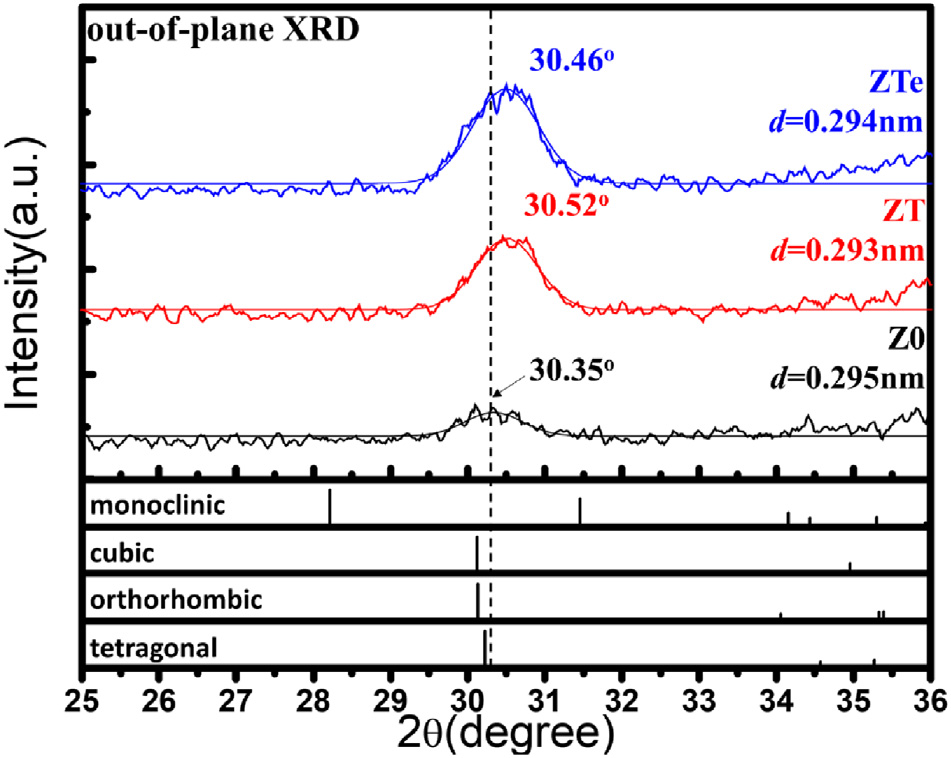 out-of-plane XRD
30.46°
ZTe
d=0.294nm
30.52°
ZT
d=0.293nm
30.35°
Z0
d=0.295nm
Intensity(a.u.)
monoclinic
cubic
orthorhombic
tetragonal
25 26 27 28 29 30 31 32 33 34 35 36
2θ(degree)